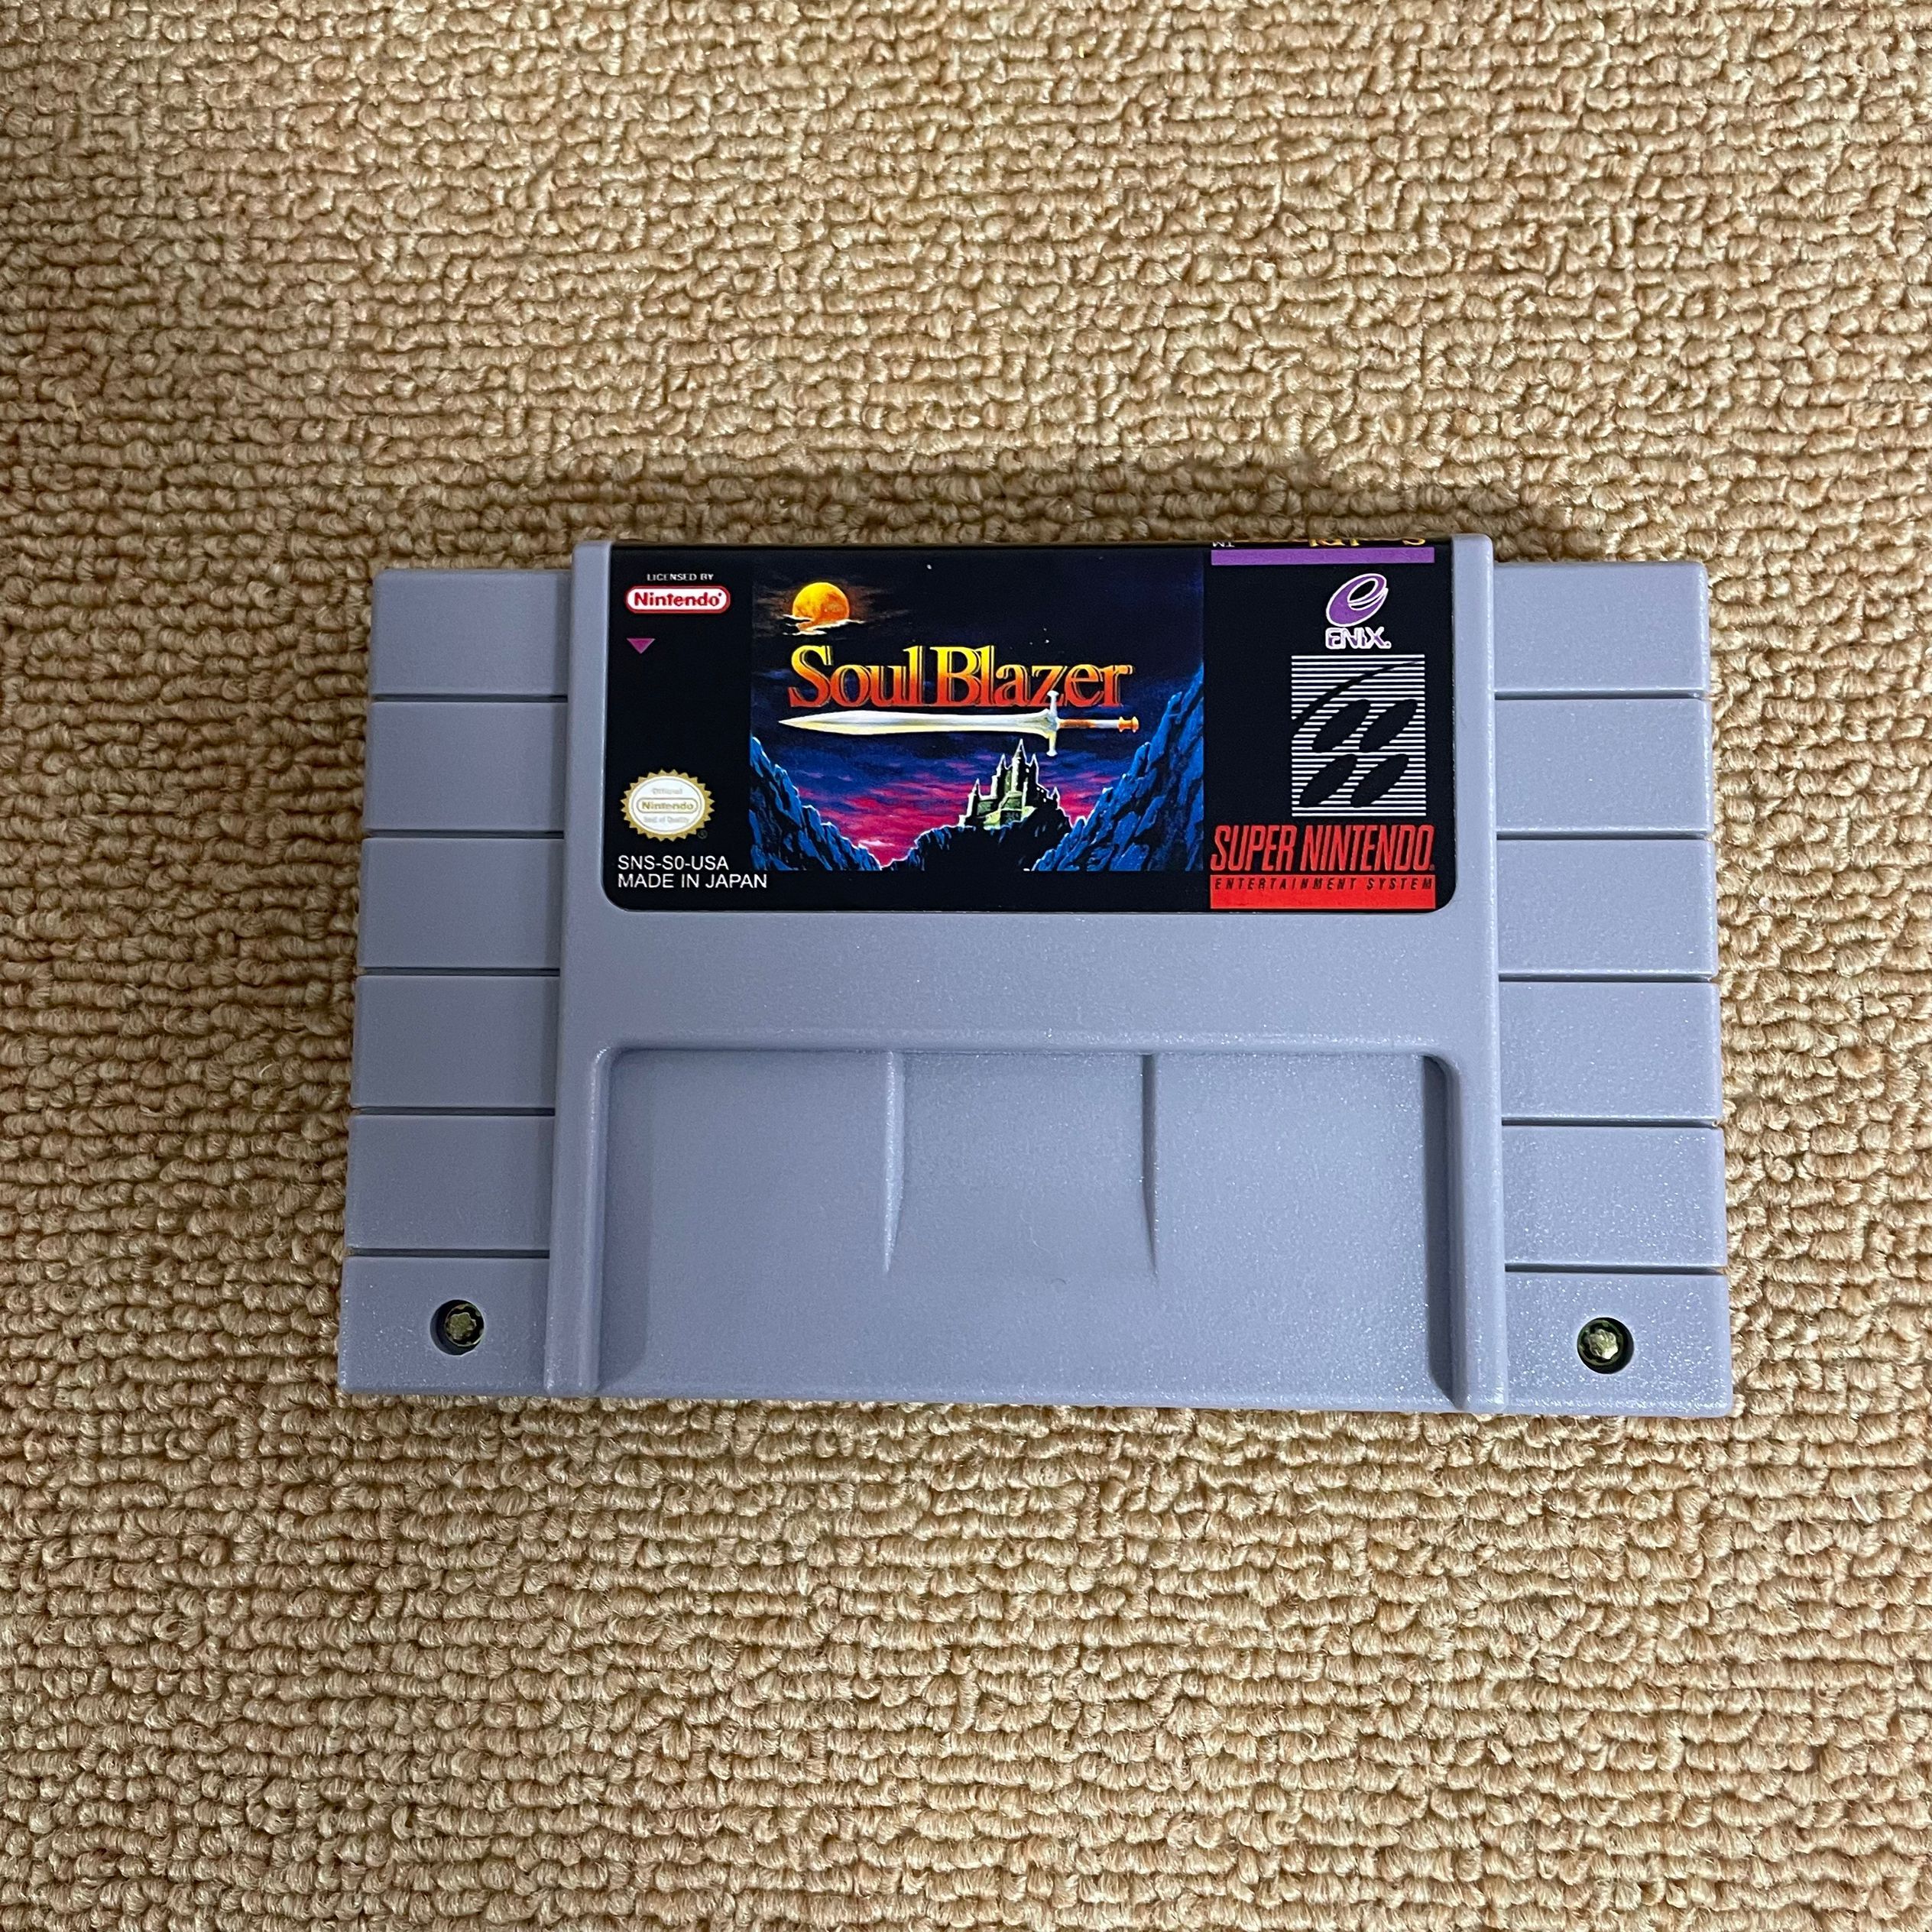 LICENSED BY
Nintendo®
Soul Blazer
Official
Nintendo
Seal of Quality
®
SNS-S0-USA
MADE IN JAPAN
TM
ENIX®
SUPER NINTENDO®
ENTERTAINMENT SYSTEM